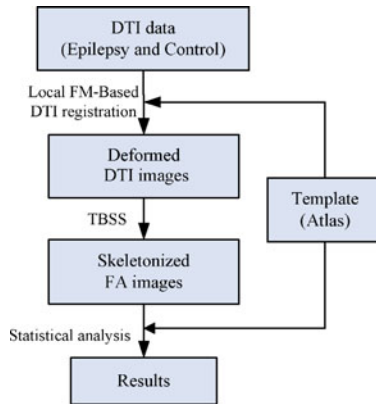 DTI data
(Epilepsy and Control)
Local FM-Based
DTI registration
Deformed
DTI images
Template
(Atlas)
TBSS
Skeletonized
FA images
Statistical analysis
Results